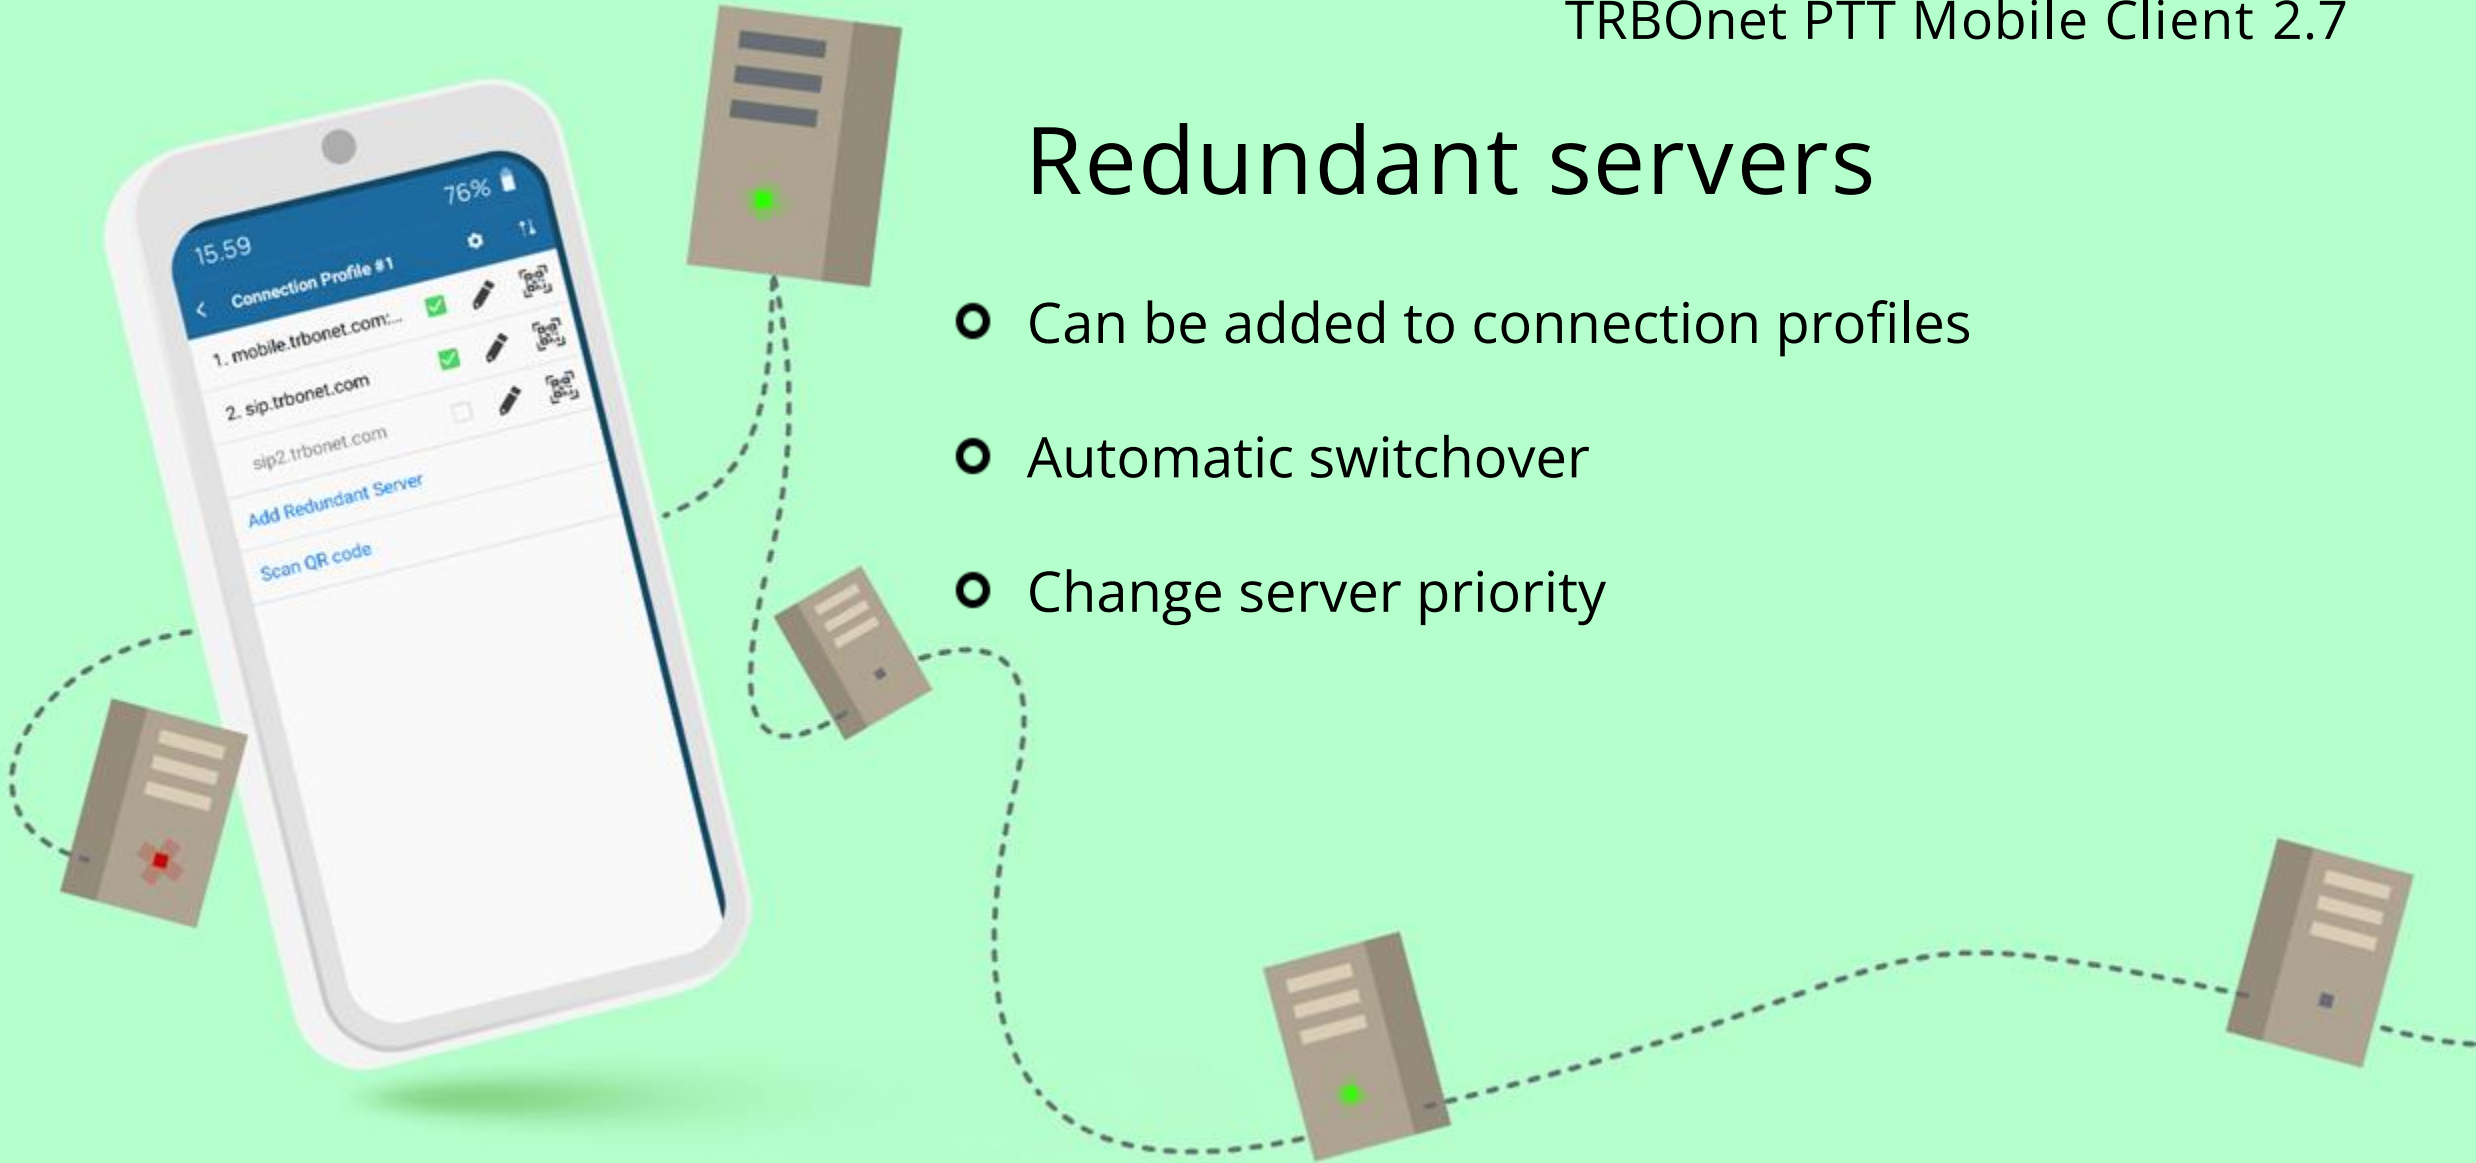 TRBOnet PTT Mobile Client 2.7
Redundant servers
Can be added to connection profiles
Automatic switchover
Change server priority
15.59
76%
Connection Profile #1
1. mobile.trbonet.com:...
2. sip.trbonet.com
sip2.trbonet.com
Add Redundant Server
Scan QR code